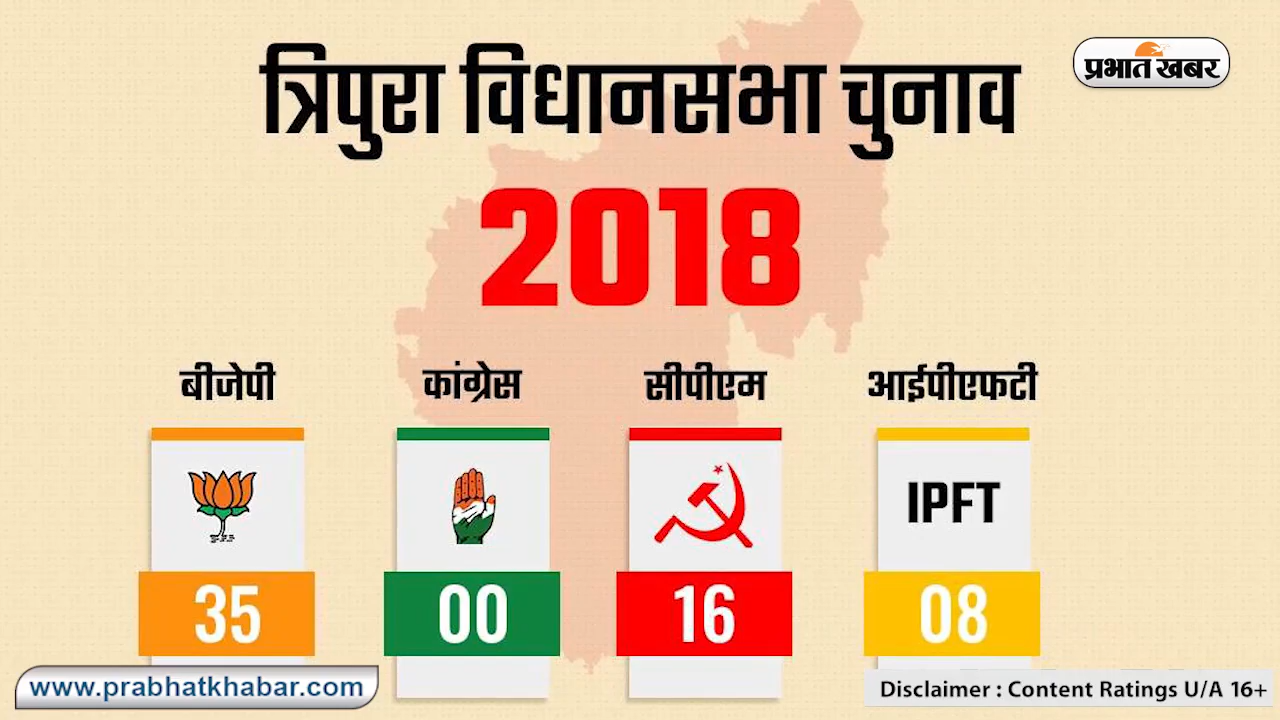 त्रिपुरा विधानसभा चुनाव
प्रभात खबर
2018
बीजेपी
कांग्रेस
सीपीएम
आईपीएफटी
IPFT
35
00
16
08
www.prabhatkhabar.com
Disclaimer : Content Ratings U/A 16+